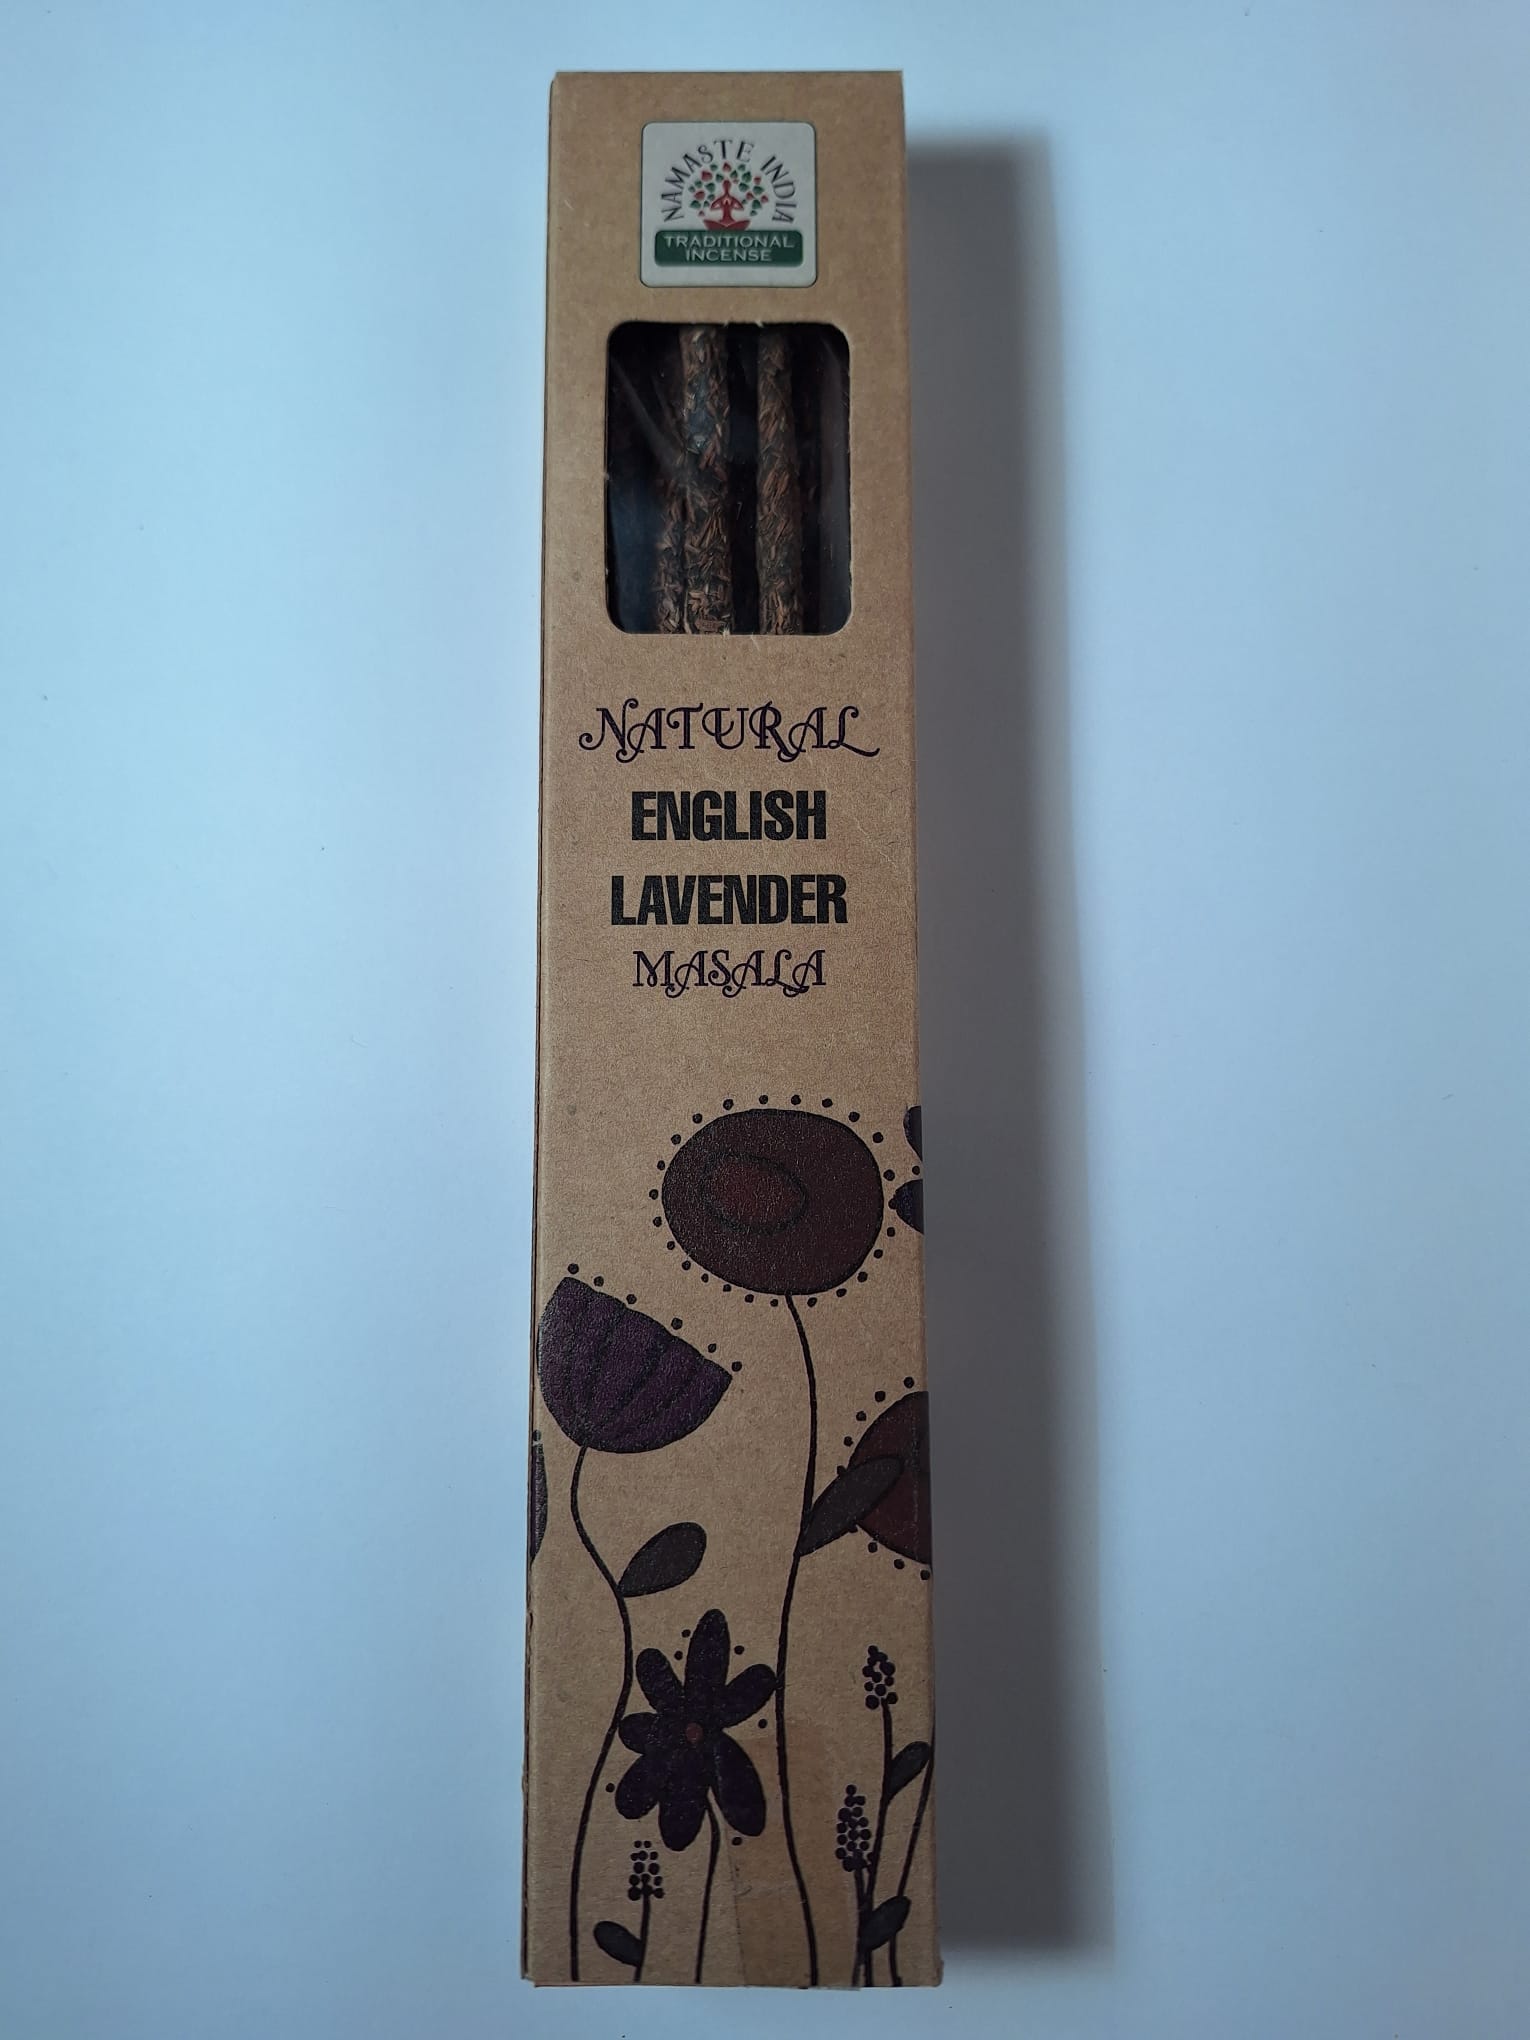 NAMASTE INDIA
TRADITIONAL
INCENSE
NATURAL
ENGLISH
LAVENDER
MASALA